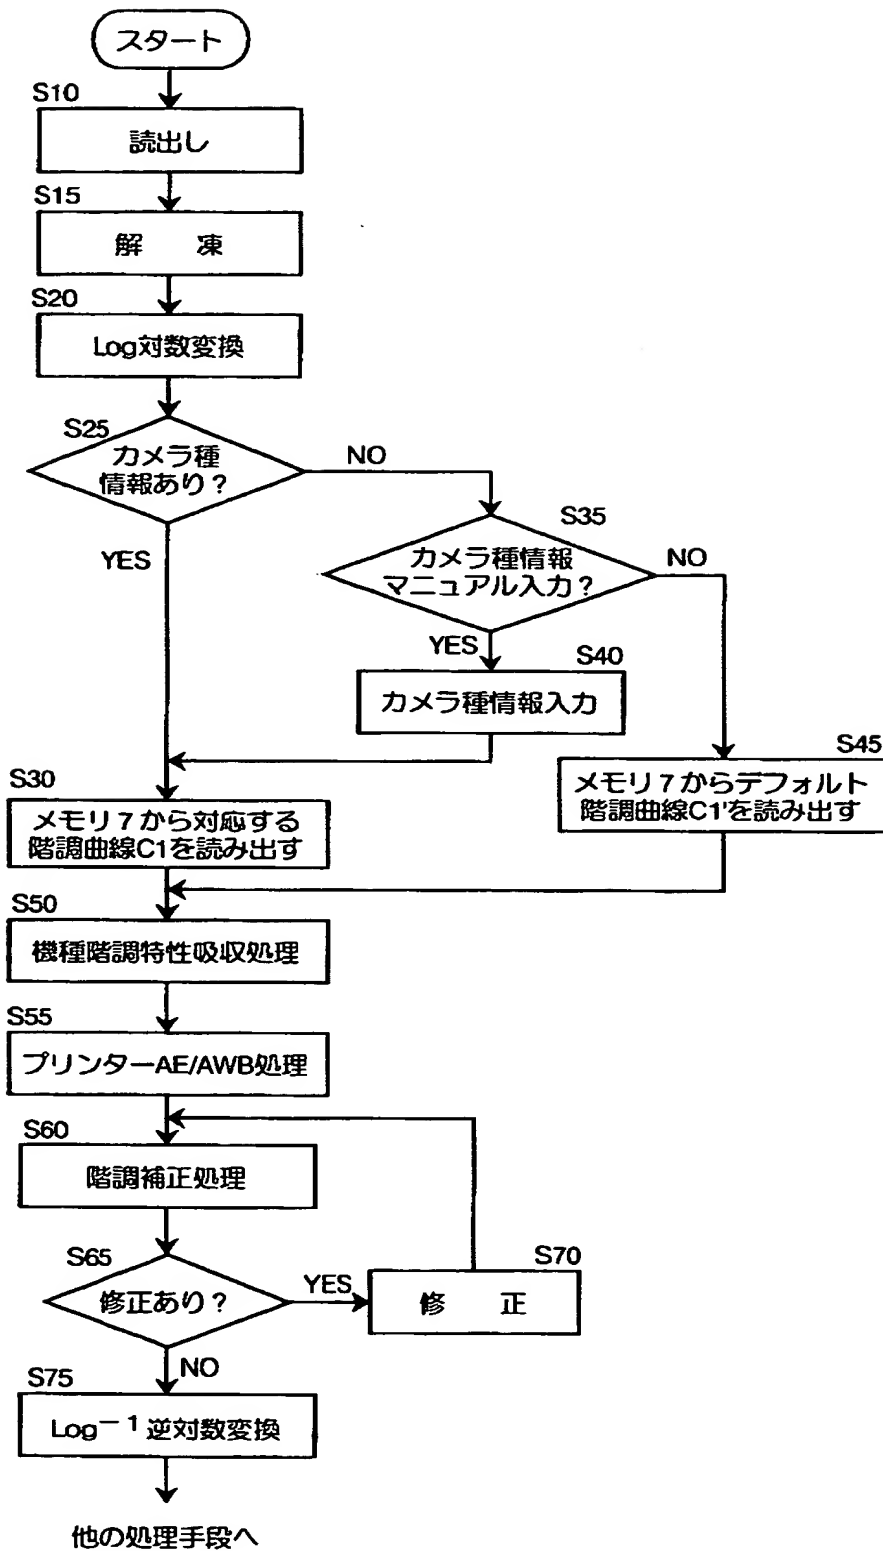 スタート
S10
読出し
S15
解 凍
S20
Log対数変換
S25
カメラ種
情報あり?
NO
YES
S35
カメラ種情報
マニュアル入力?
NO
YES
S40
カメラ種情報入力
S45
メモリ7からデフォルト
階調曲線C1'を読み出す
S30
メモリ7から対応する
階調曲線C1を読み出す
S50
機種階調特性吸収処理
S55
プリンターAE/AWB処理
S60
階調補正処理
S65
修正あり?
YES
S70
修 正
NO
S75
Log⁻¹逆対数変換
他の処理手段へ